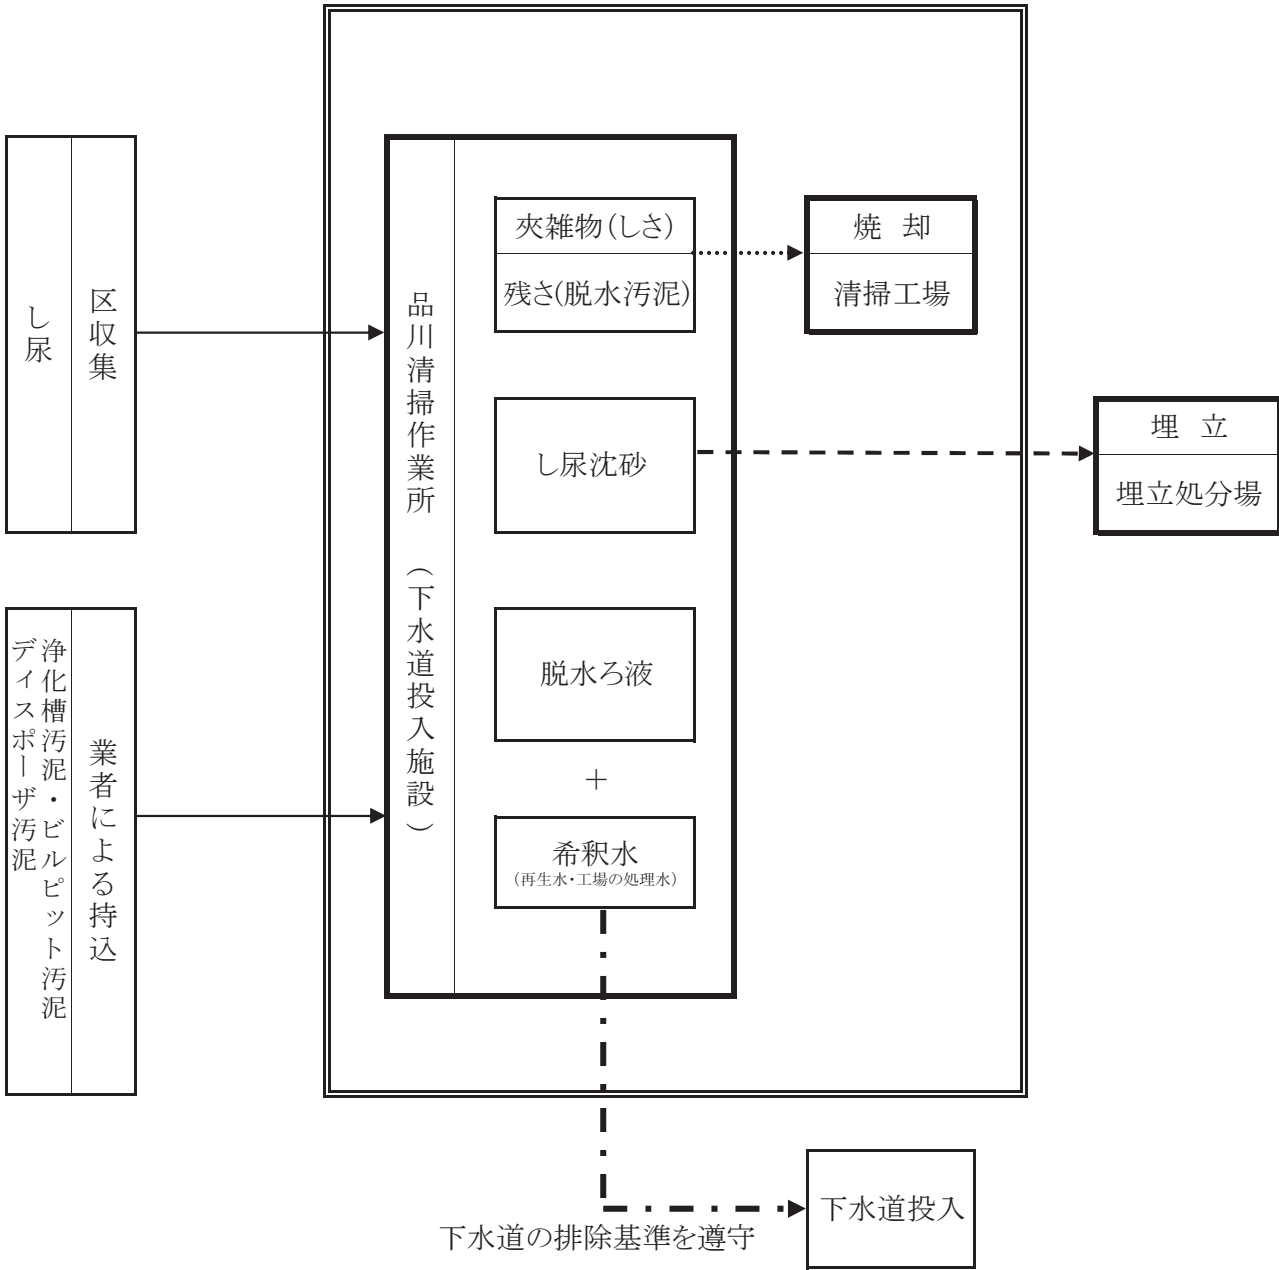 し尿
区収集
浄化槽汚泥・ビルピット汚泥
ディスポーザ汚泥
業者による持込
品川清掃作業所 （下水道投入施設）
夾雑物（しさ）
残さ（脱水汚泥）
し尿沈砂
脱水ろ液
＋
希釈水
（再生水・工場の処理水）
焼 却
清掃工場
埋 立
埋立処分場
下水道の排除基準を遵守
下水道投入